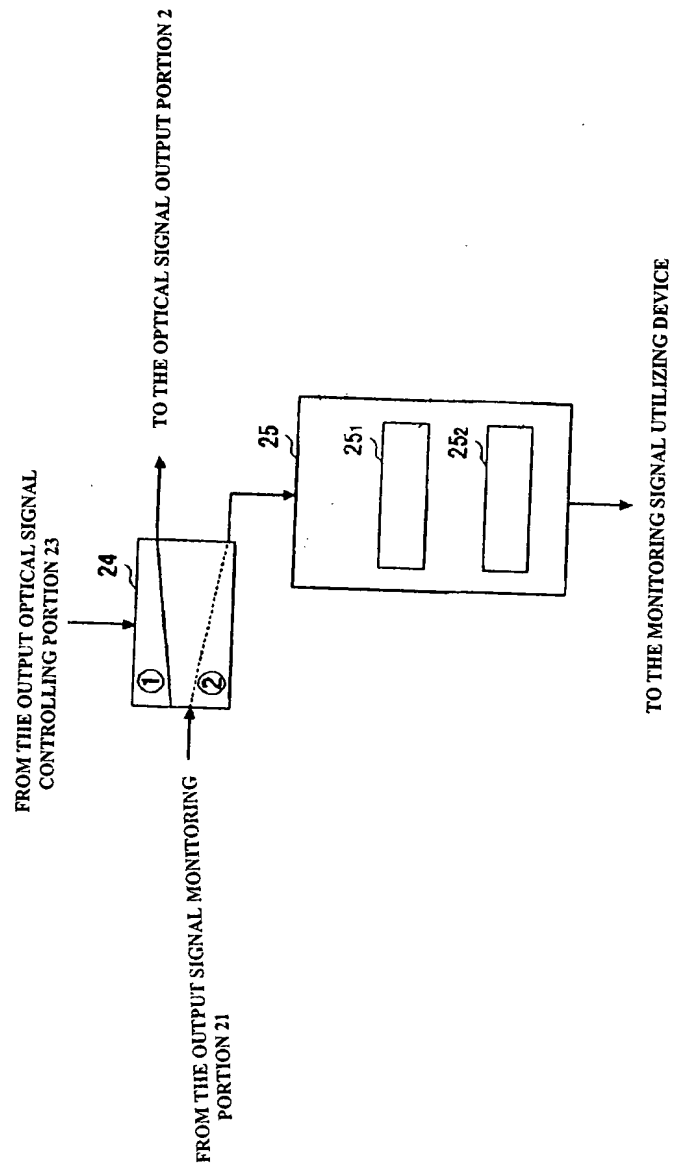 FROM THE OUTPUT OPTICAL SIGNAL
CONTROLLING PORTION 23
24
TO THE OPTICAL SIGNAL OUTPUT PORTION 2
①
②
FROM THE OUTPUT SIGNAL MONITORING
PORTION 21
25
25₁
25₂
TO THE MONITORING SIGNAL UTILIZING DEVICE